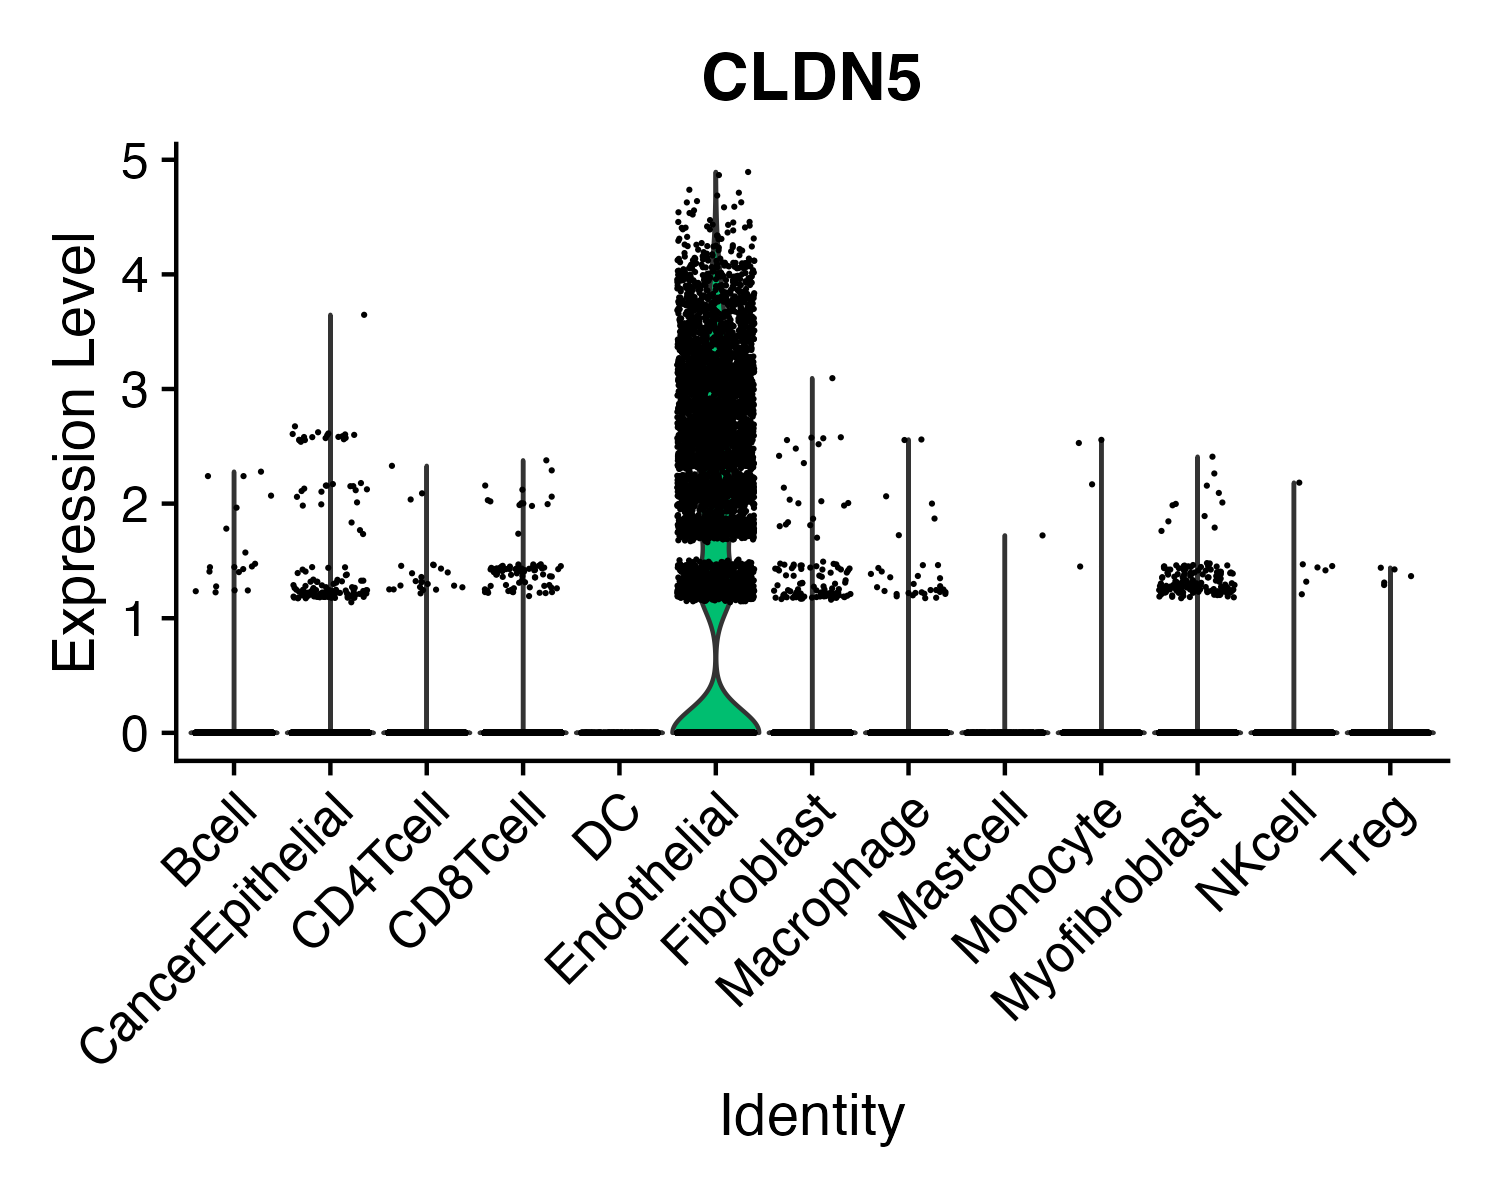 CLDN5
Expression Level
5
4
3
2
1
0
Bcell
CancerEpithelial
CD4Tcell
CD8Tcell
DC
Endothelial
Fibroblast
Macrophage
Mastcell
Monocyte
Myofibroblast
NKcell
Treg
Identity